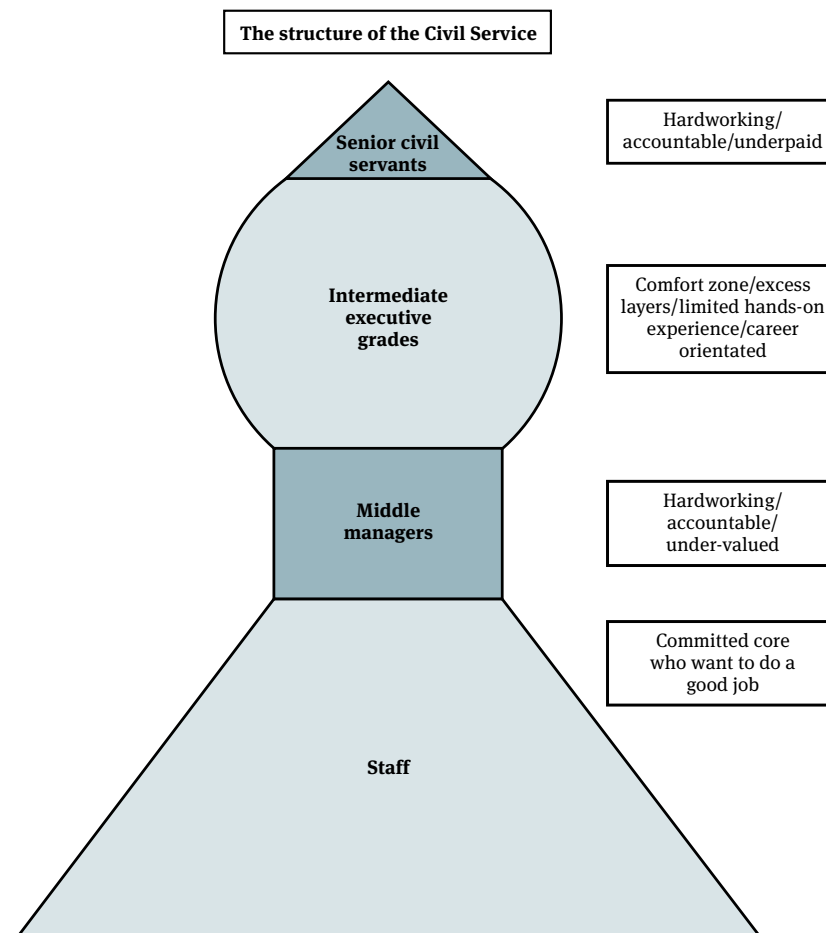 The structure of the Civil Service
Senior civil
servants
Hardworking/
accountable/underpaid
Intermediate
executive
grades
Comfort zone/excess
layers/limited hands-on
experience/career
orientated
Middle
managers
Hardworking/
accountable/
under-valued
Committed core
who want to do a
good job
Staff